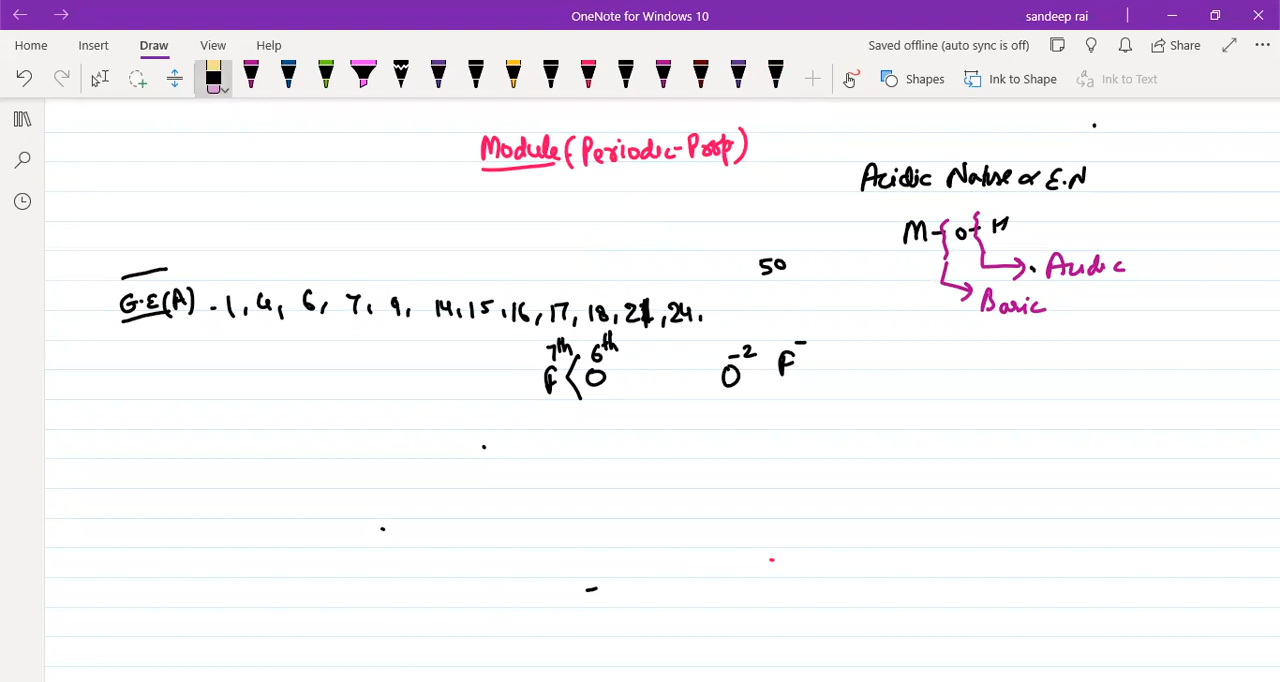 OneNote for Windows 10
sandeep rai
Home Insert Draw View Help
Saved offline (auto sync is off)
Share
Shapes
Ink to Shape
Ink to Text
Module (Periodic-Prop)
Acidic Nature α E.N
M-O-H
Acidic
Basic
50
G.E(A) - 1, 4, 6, 7, 9, 14, 15, 16, 17, 18, 21, 24.
7th 6th
F < O
O-2 F-